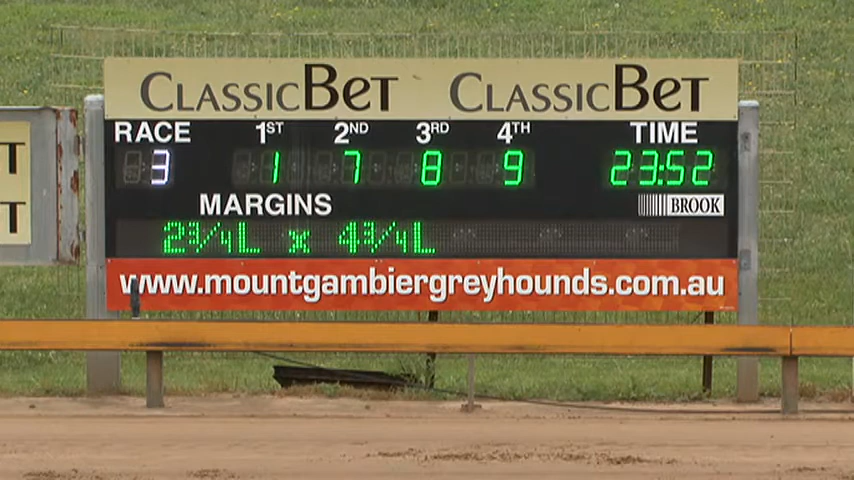 CLASSICBET CLASSICBET
RACE 1ST 2ND 3RD 4TH TIME
3 1 7 8 9 23:52
MARGINS
BROOK
2¾L x 4¾L
www.mountgambiergreyhounds.com.au
T
T